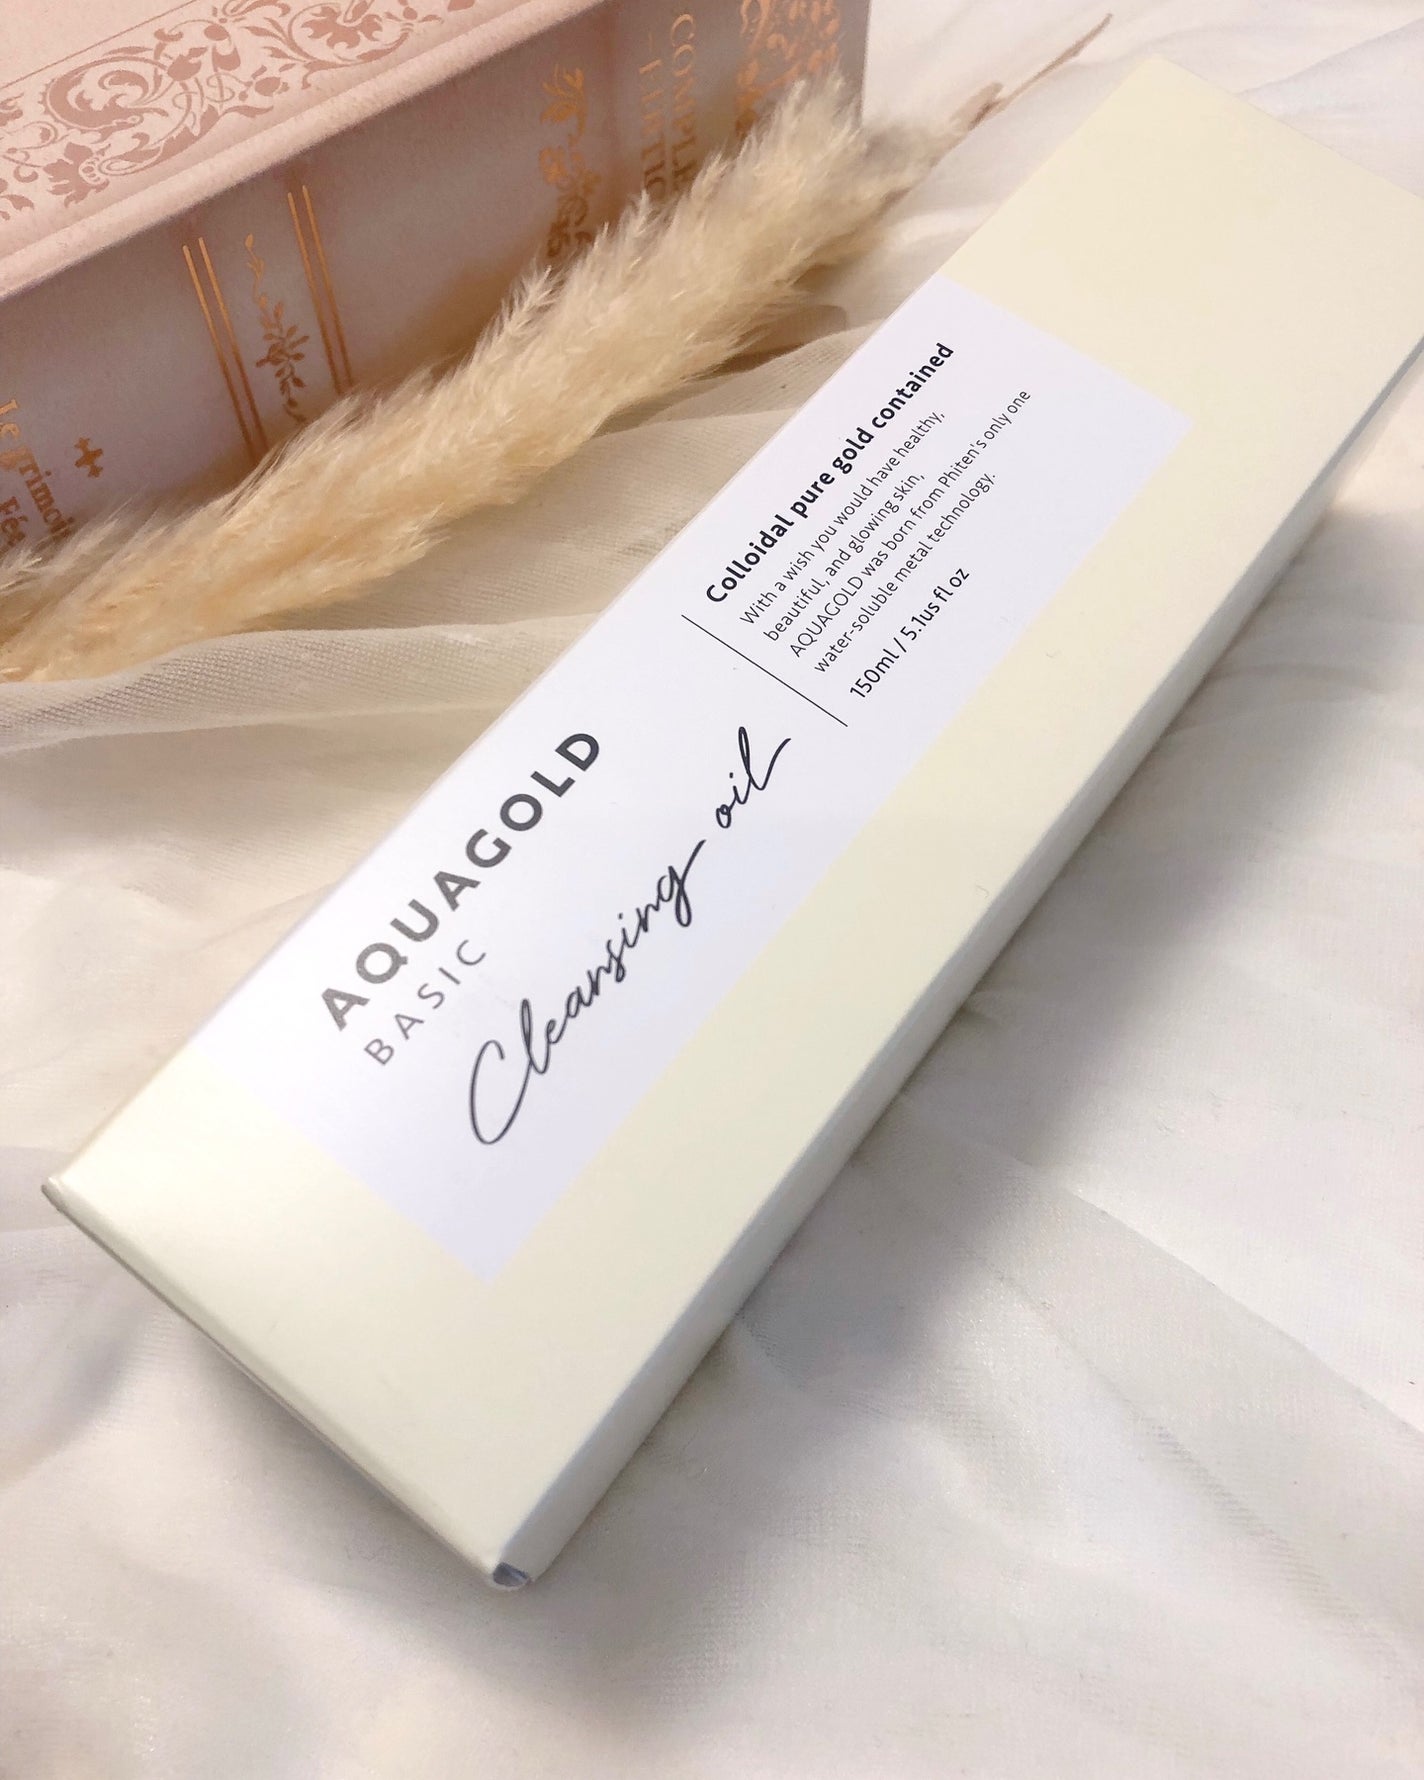 AQUAGOLD
BASIC
Cleansing oil
Colloidal pure gold contained
With a wish you would have healthy,
beautiful, and glowing skin,
AQUAGOLD was born from Phiten's only one
water-soluble metal technology.
150ml / 5.1us fl oz